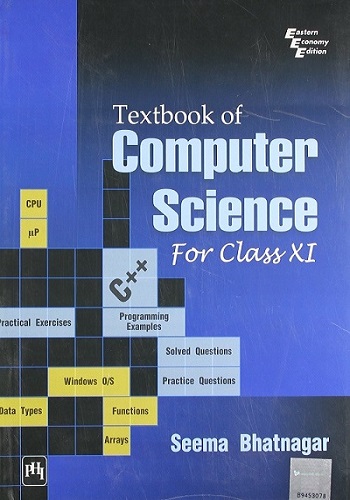 Eastern
Economy
Edition
Textbook of
Computer
Science
For Class XI
CPU
μP
C++
Practical Exercises
Programming
Examples
Solved Questions
Windows O/S
Practice Questions
Data Types
Functions
Arrays
Seema Bhatnagar
PHI
B9453078